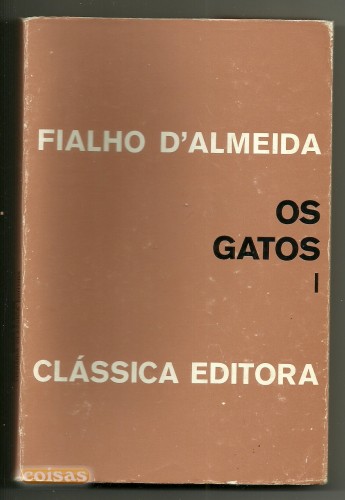 FIALHO D'ALMEIDA
OS
GATOS
I
CLÁSSICA EDITORA
coisas